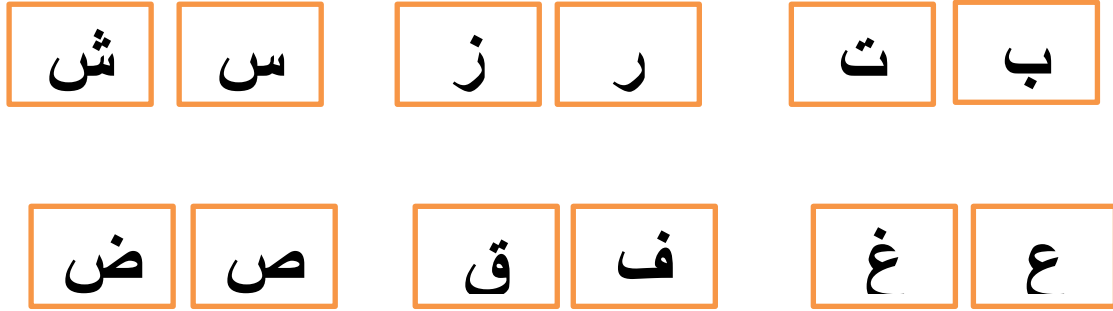 ب ت ر ز س ش
ع غ ف ق ص ض